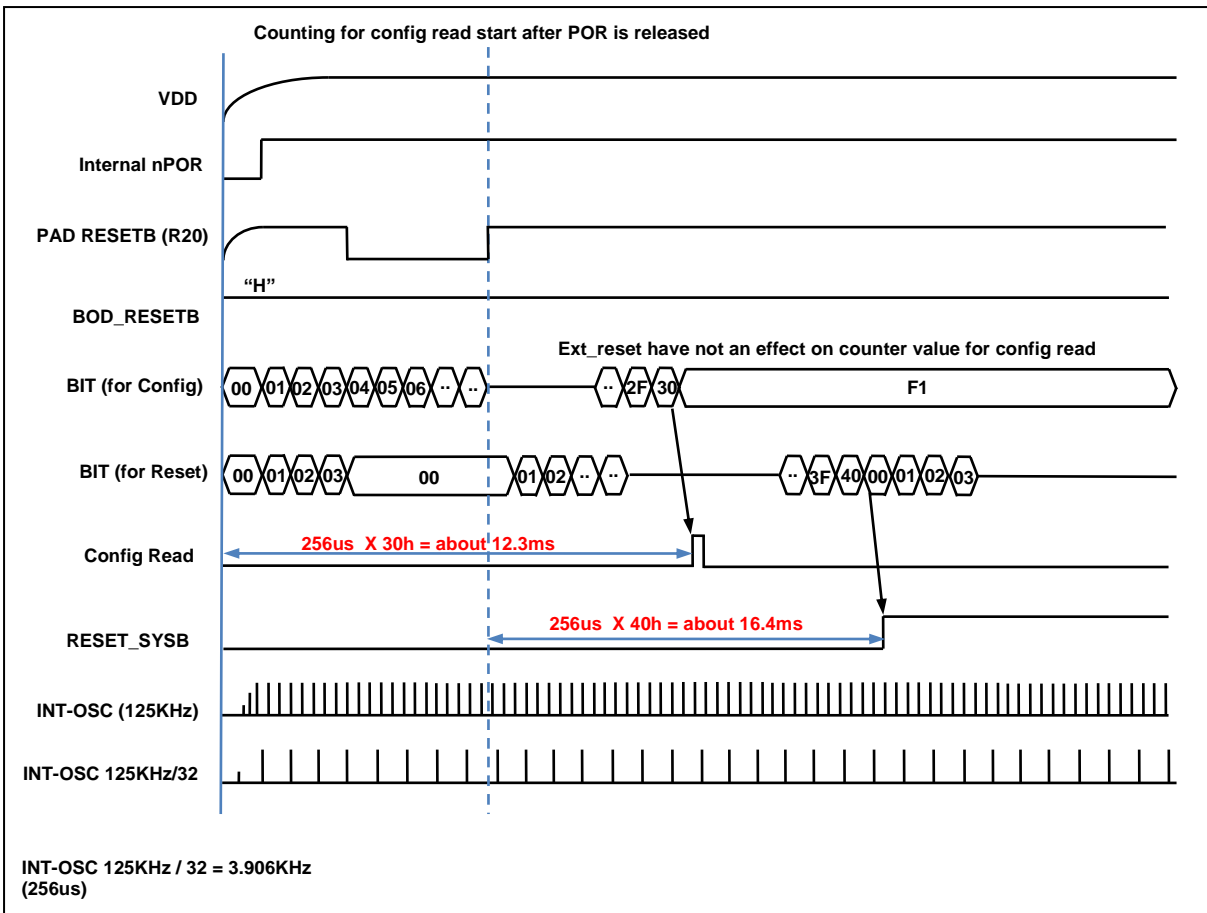 Counting for config read start after POR is released
VDD
Internal nPOR
PAD RESETB (R20)
“H”
BOD_RESETB
Ext_reset have not an effect on counter value for config read
BIT (for Config) 00 01 02 03 04 05 06 ·· ·· ·· 2F 30 F1
BIT (for Reset) 00 01 02 03 00 01 02 ·· ·· ·· 3F 40 00 01 02 03
256us X 30h = about 12.3ms
Config Read
256us X 40h = about 16.4ms
RESET_SYSB
INT-OSC (125KHz)
INT-OSC 125KHz/32
INT-OSC 125KHz / 32 = 3.906KHz
(256us)